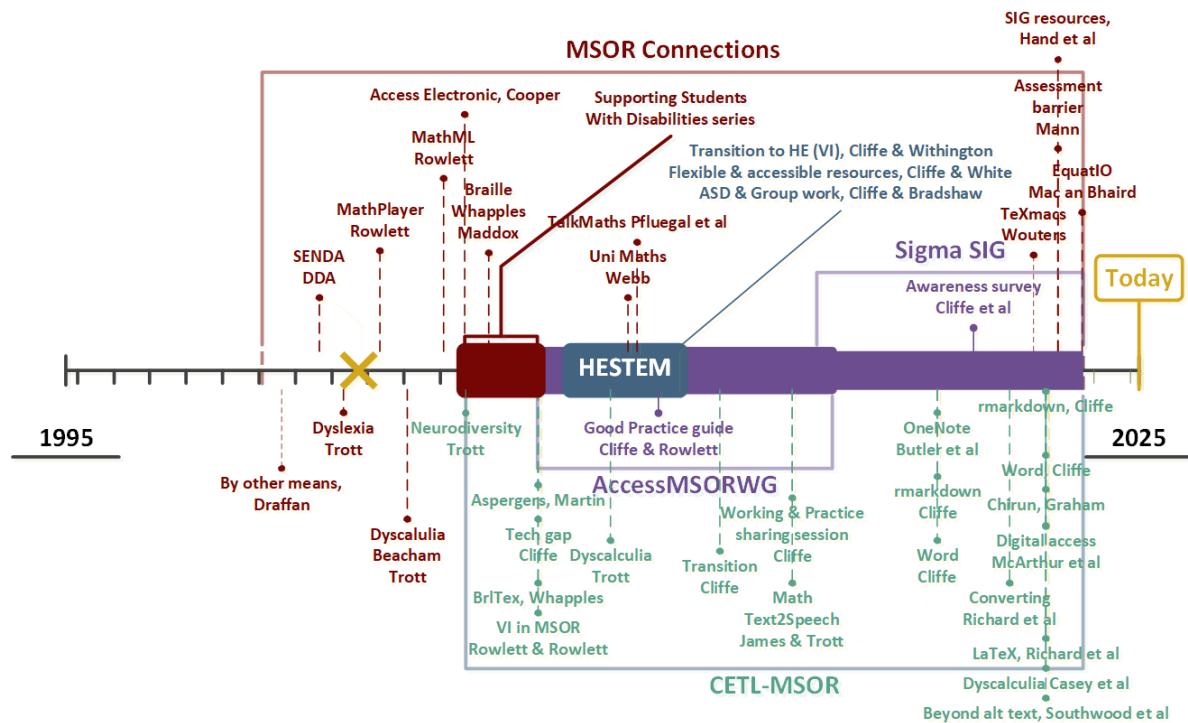 SIG resources,
Hand et al
MSOR Connections
Access Electronic, Cooper
Supporting Students
With Disabilities series
Assessment
barrier
Mann
MathML
Rowlett
Transition to HE (VI), Cliffe & Withington
Flexible & accessible resources, Cliffe & White
ASD & Group work, Cliffe & Bradshaw
EquatIO
Mac an Bhaird
Braille
Whapples
Maddox
MathPlayer
Rowlett
TalkMaths Pfluegal et al
TeXmacs
Wouters
SENDA
DDA
Uni Maths
Webb
Sigma SIG
Today
Awareness survey
Cliffe et al
HESTEM
1995
2025
Dyslexia
Trott
Neurodiversity
Trott
Good Practice guide
Cliffe & Rowlett
OneNote
Butler et al
rmarkdown, Cliffe
By other means,
Draffan
AccessMSORWG
Aspergers, Martin
rmarkdown
Cliffe
Word, Cliffe
Chirun, Graham
Dyscalulia
Beacham
Trott
Tech gap
Cliffe
Dyscalculia
Trott
Working & Practice
sharing session
Cliffe
Transition
Cliffe
Word
Cliffe
Digital access
McArthur et al
BrlTex, Whapples
VI in MSOR
Rowlett & Rowlett
Math
Text2Speech
James & Trott
Converting
Richard et al
LaTeX, Richard et al
CETL-MSOR
Dyscalculia Casey et al
Beyond alt text, Southwood et al